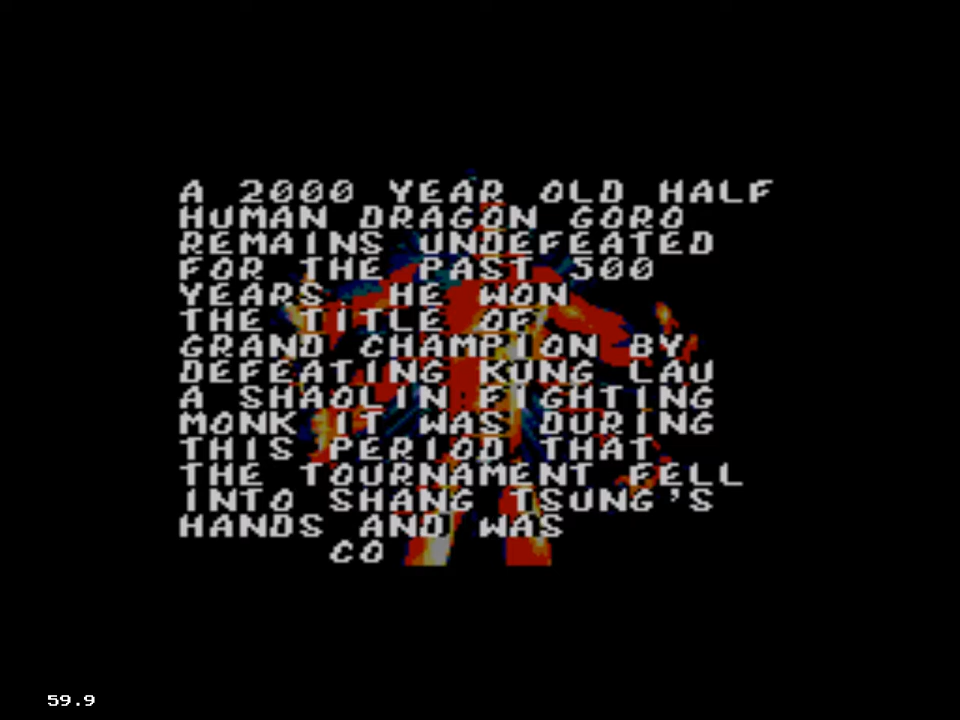 A 2000 YEAR OLD HALF
HUMAN DRAGON GORO
REMAINS UNDEFEATED
FOR THE PAST 500
YEARS. HE WON
THE TITLE OF
GRAND CHAMPION BY
DEFEATING KUNG LAU
A SHAOLIN FIGHTING
MONK IT WAS DURING
THIS PERIOD THAT
THE TOURNAMENT FELL
INTO SHANG TSUNG'S
HANDS AND WAS
CO
59.9